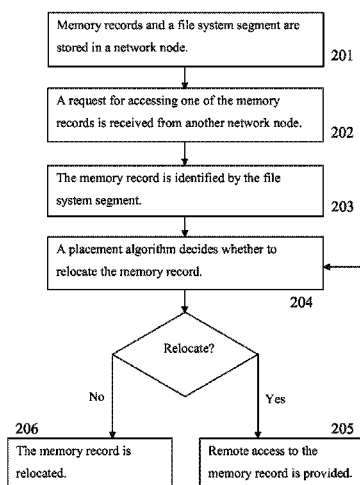 Memory records and a file system segment are
stored in a network node.
201
A request for accessing one of the memory
records is received from another network node.
202
The memory record is identified by the file
system segment.
203
A placement algorithm decides whether to
relocate the memory record.
204
Relocate?
No
Yes
206
The memory record is
relocated.
205
Remote access to the
memory record is provided.